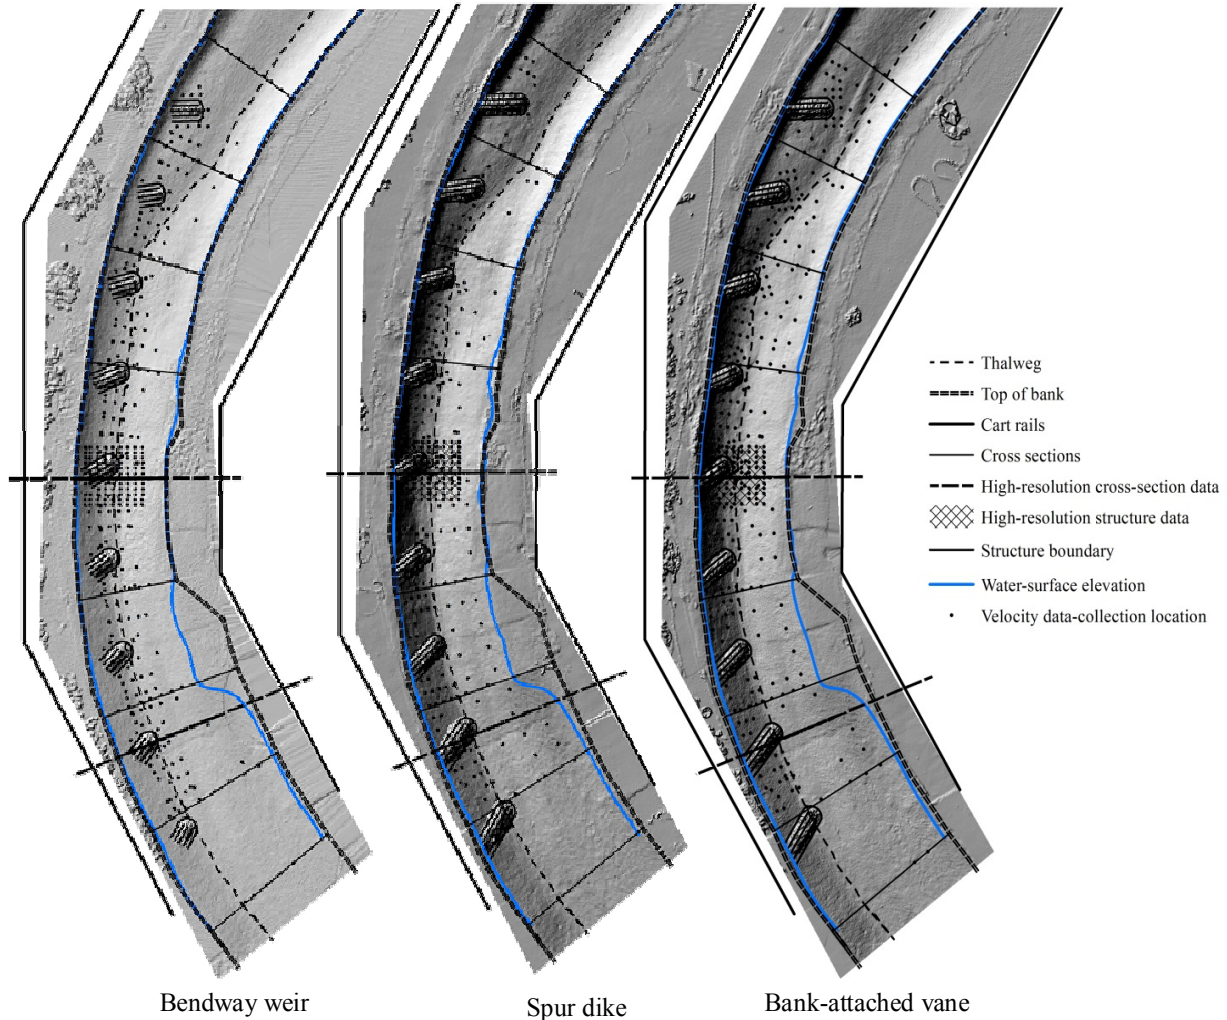 Thalweg
Top of bank
Cart rails
Cross sections
High-resolution cross-section data
High-resolution structure data
Structure boundary
Water-surface elevation
Velocity data-collection location
Bendway weir
Spur dike
Bank-attached vane